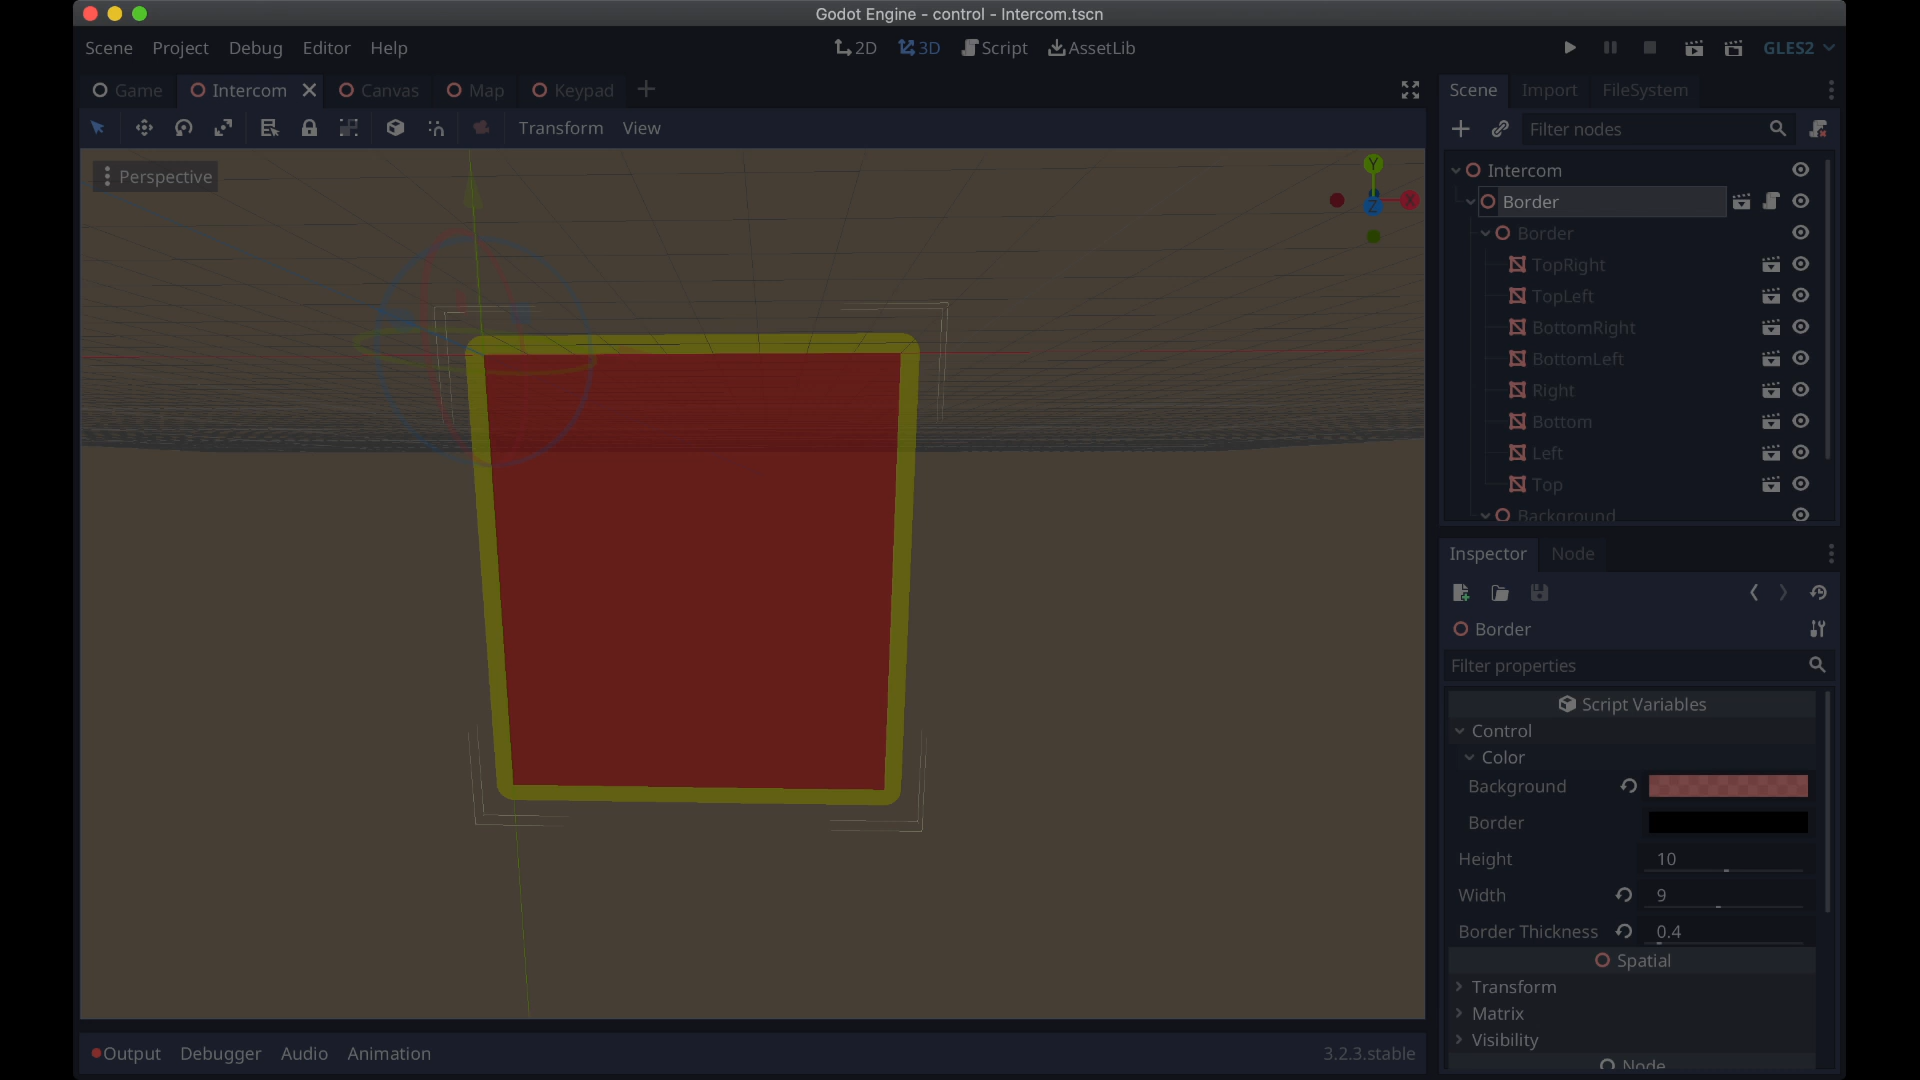 Godot Engine - control - Intercom.tscn
Scene Project Debug Editor Help
2D 3D Script AssetLib
GLES2
Game Intercom Canvas Map Keypad
Scene Import FileSystem
Transform View
Filter nodes
Perspective
Y
X
Z
Intercom
Border
Border
TopRight
TopLeft
BottomRight
BottomLeft
Right
Bottom
Left
Top
Background
Inspector Node
Border
Filter properties
Script Variables
Control
Color
Background
Border
Height 10
Width 9
Border Thickness 0.4
Spatial
Transform
Matrix
Visibility
Node
Output Debugger Audio Animation
3.2.3.stable